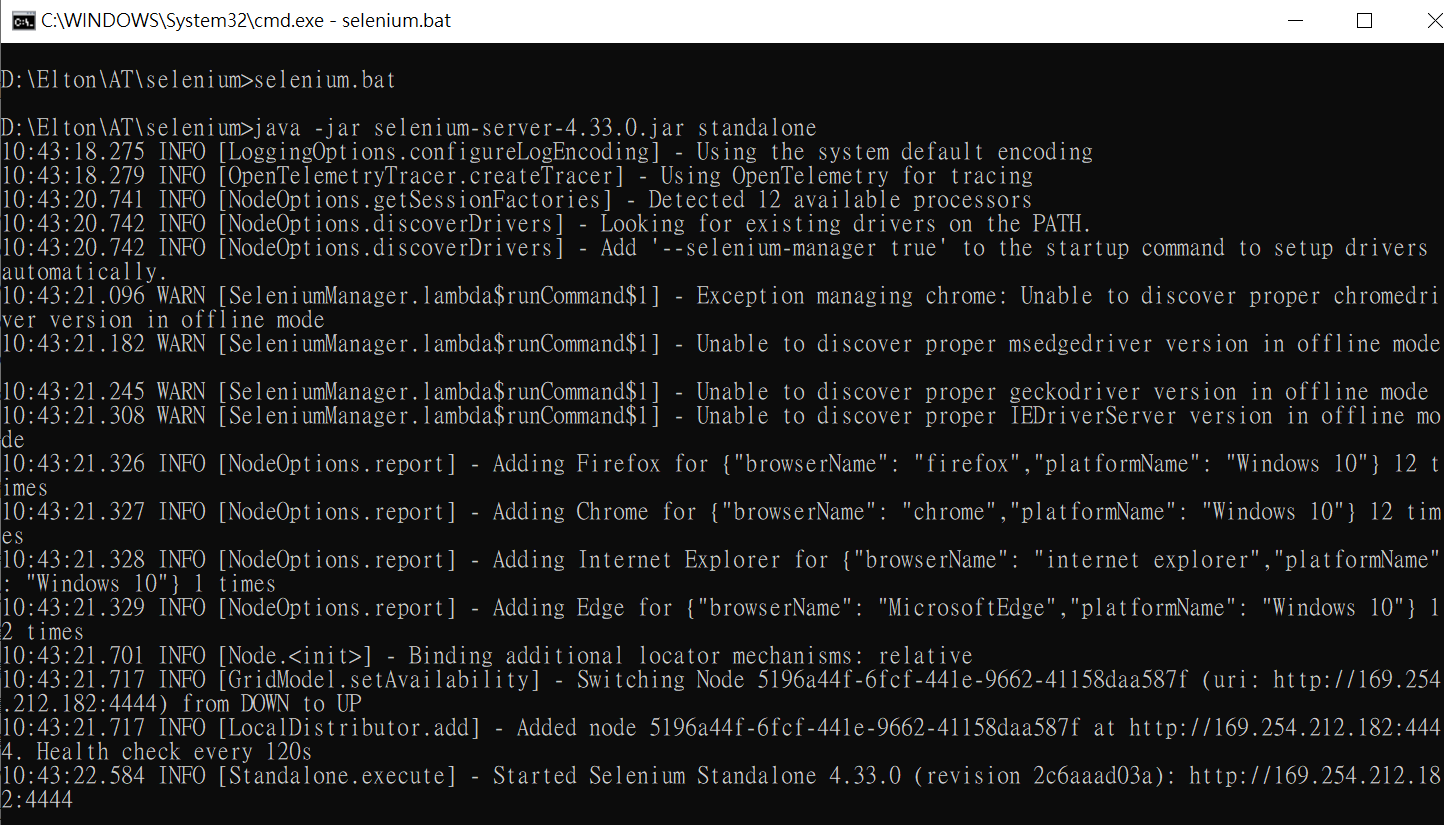 C:\WINDOWS\System32\cmd.exe - selenium.bat
D:\Elton\AT\selenium>selenium.bat
D:\Elton\AT\selenium>java -jar selenium-server-4.33.0.jar standalone
10:43:18.275 INFO [LoggingOptions.configureLogEncoding] - Using the system default encoding
10:43:18.279 INFO [OpenTelemetryTracer.createTracer] - Using OpenTelemetry for tracing
10:43:20.741 INFO [NodeOptions.getSessionFactories] - Detected 12 available processors
10:43:20.742 INFO [NodeOptions.discoverDrivers] - Looking for existing drivers on the PATH.
10:43:20.742 INFO [NodeOptions.discoverDrivers] - Add '--selenium-manager true' to the startup command to setup drivers
automatically.
10:43:21.096 WARN [SeleniumManager.lambda$runCommand$1] - Exception managing chrome: Unable to discover proper chromedri
ver version in offline mode
10:43:21.182 WARN [SeleniumManager.lambda$runCommand$1] - Unable to discover proper msedgedriver version in offline mode
10:43:21.245 WARN [SeleniumManager.lambda$runCommand$1] - Unable to discover proper geckodriver version in offline mode
10:43:21.308 WARN [SeleniumManager.lambda$runCommand$1] - Unable to discover proper IEDriverServer version in offline mo
de
10:43:21.326 INFO [NodeOptions.report] - Adding Firefox for {"browserName": "firefox","platformName": "Windows 10"} 12 t
imes
10:43:21.327 INFO [NodeOptions.report] - Adding Chrome for {"browserName": "chrome","platformName": "Windows 10"} 12 tim
es
10:43:21.328 INFO [NodeOptions.report] - Adding Internet Explorer for {"browserName": "internet explorer","platformName"
: "Windows 10"} 1 times
10:43:21.329 INFO [NodeOptions.report] - Adding Edge for {"browserName": "MicrosoftEdge","platformName": "Windows 10"} 1
2 times
10:43:21.701 INFO [Node.<init>] - Binding additional locator mechanisms: relative
10:43:21.717 INFO [GridModel.setAvailability] - Switching Node 5196a44f-6fcf-441e-9662-41158daa587f (uri: http://169.254
.212.182:4444) from DOWN to UP
10:43:21.717 INFO [LocalDistributor.add] - Added node 5196a44f-6fcf-441e-9662-41158daa587f at http://169.254.212.182:444
4. Health check every 120s
10:43:22.584 INFO [Standalone.execute] - Started Selenium Standalone 4.33.0 (revision 2c6aaad03a): http://169.254.212.18
2:4444